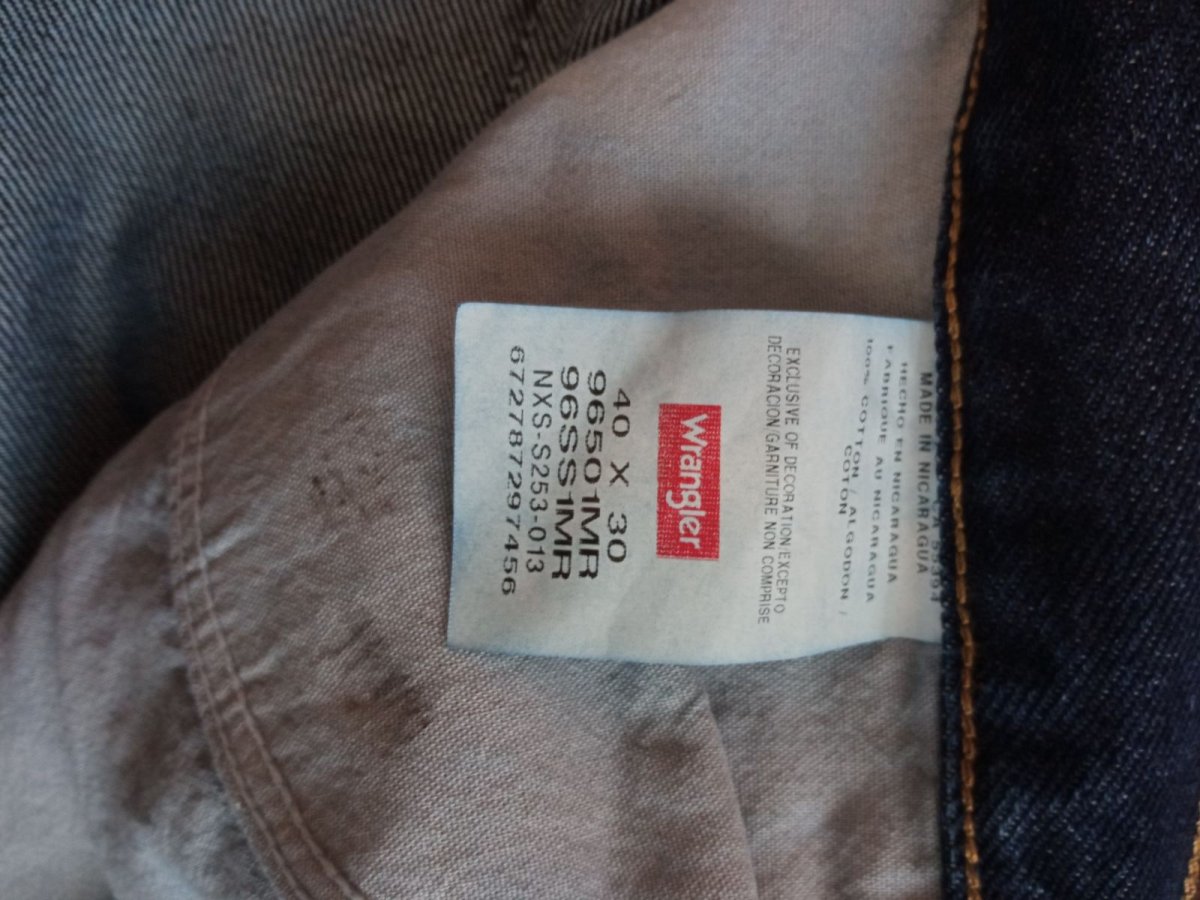 MADE IN NICARAGUA
HECHO EN NICARAGUA
FABRIQUE AU NICARAGUA
100% COTTON / ALGODON /
COTON
EXCLUSIVE OF DECORATION/EXCEPTO
DECORACION/GARNITURE NON COMPRISE
Wrangler
40 X 30
96501MR
96SS1MR
NXS-S253-013
672787297456